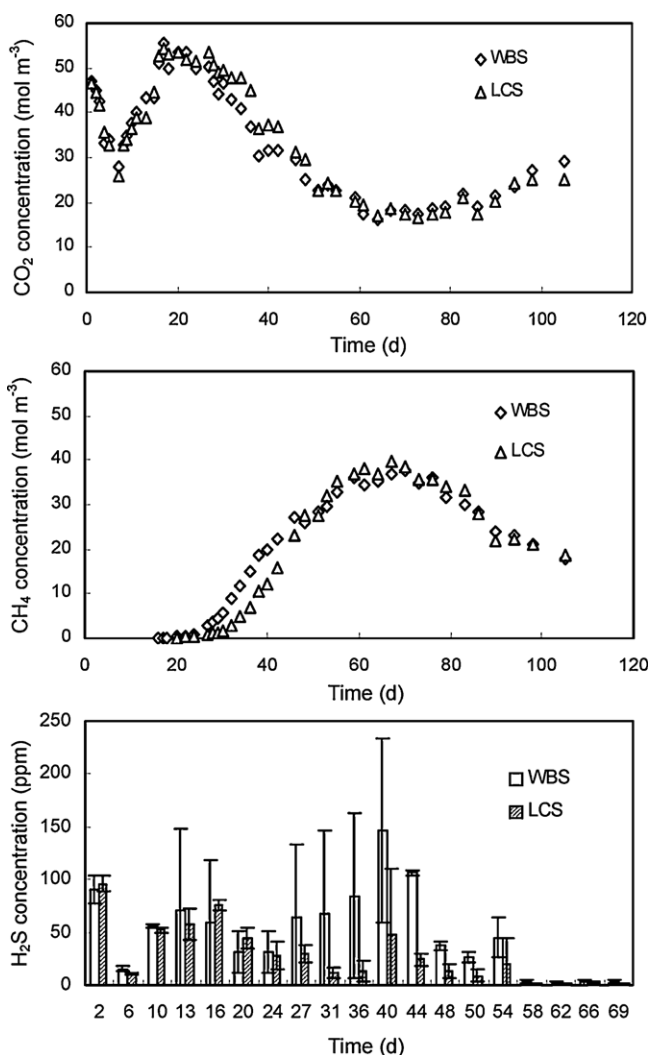 60
50
40
30
20
10
0
CO₂ concentration (mol m⁻³)
WBS
LCS
0 20 40 60 80 100 120
Time (d)
60
50
40
30
20
10
0
CH₄ concentration (mol m⁻³)
WBS
LCS
0 20 40 60 80 100 120
Time (d)
250
200
150
100
50
0
H₂S concentration (ppm)
WBS
LCS
2 6 10 13 16 20 24 27 31 36 40 44 48 50 54 58 62 66 69
Time (d)